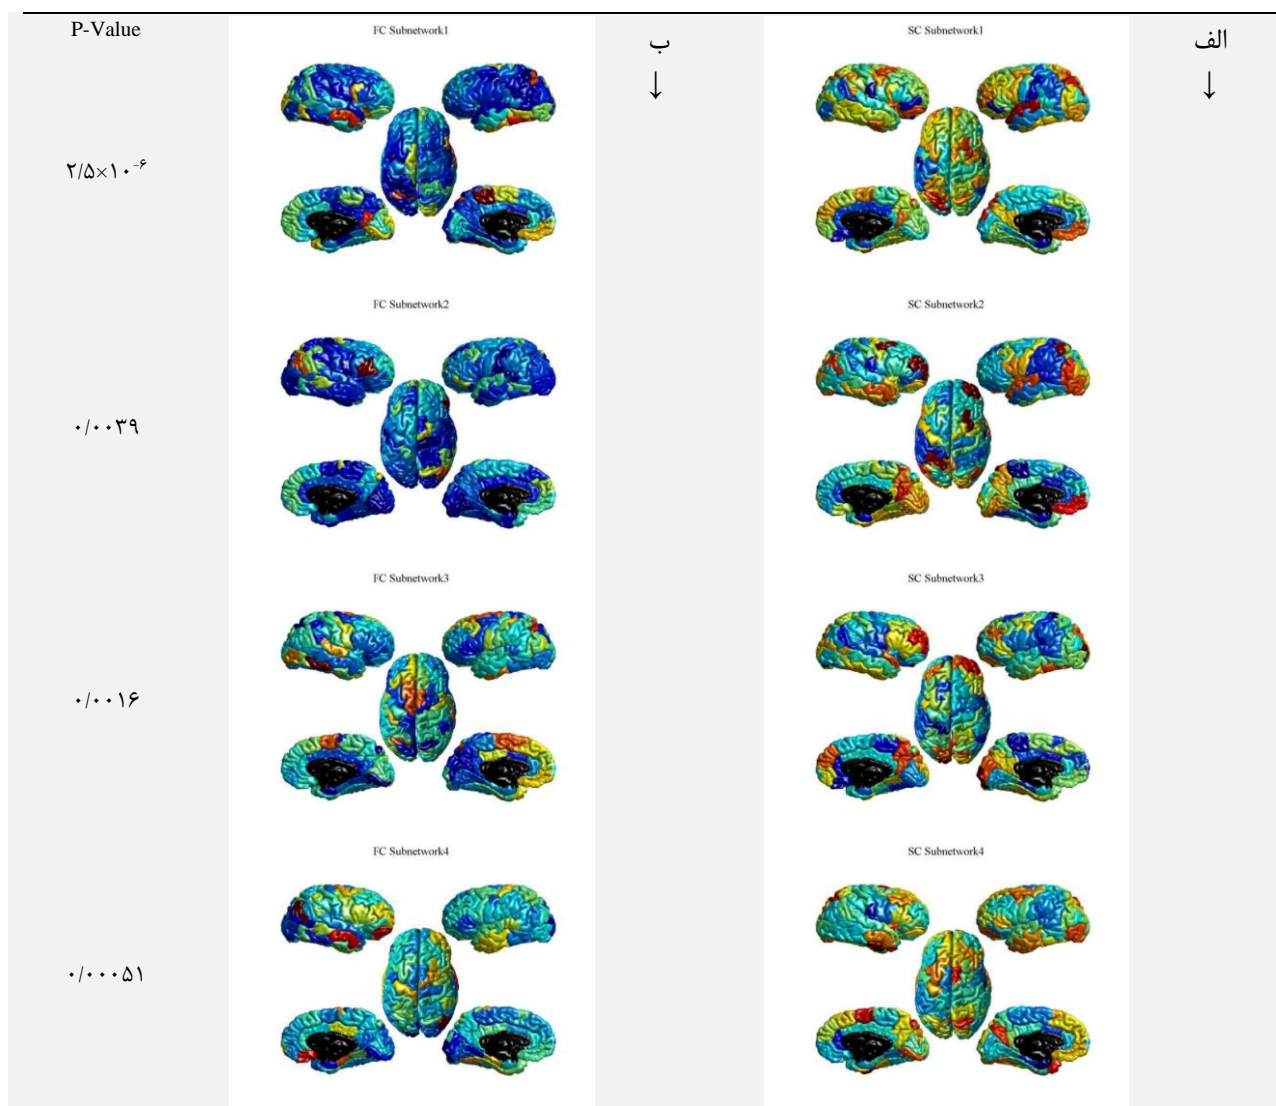 P-Value
FC Subnetwork1
ب
↓
SC Subnetwork1
الف
↓
۲/۵×۱۰⁻⁶
FC Subnetwork2
SC Subnetwork2
۰/۰۰۳۹
FC Subnetwork3
SC Subnetwork3
۰/۰۰۱۶
FC Subnetwork4
SC Subnetwork4
۰/۰۰۰۵۱